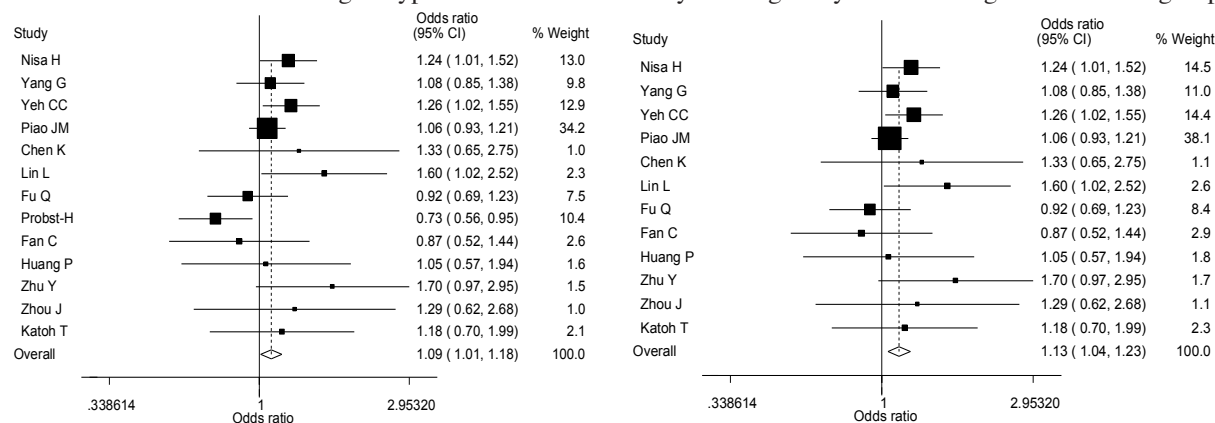 Odds ratio
Study (95% CI) % Weight
Nisa H 1.24 ( 1.01, 1.52) 13.0
Yang G 1.08 ( 0.85, 1.38) 9.8
Yeh CC 1.26 ( 1.02, 1.55) 12.9
Piao JM 1.06 ( 0.93, 1.21) 34.2
Chen K 1.33 ( 0.65, 2.75) 1.0
Lin L 1.60 ( 1.02, 2.52) 2.3
Fu Q 0.92 ( 0.69, 1.23) 7.5
Probst-H 0.73 ( 0.56, 0.95) 10.4
Fan C 0.87 ( 0.52, 1.44) 2.6
Huang P 1.05 ( 0.57, 1.94) 1.6
Zhu Y 1.70 ( 0.97, 2.95) 1.5
Zhou J 1.29 ( 0.62, 2.68) 1.0
Katoh T 1.18 ( 0.70, 1.99) 2.1
Overall 1.09 ( 1.01, 1.18) 100.0
.338614 1 2.95320
Odds ratio
Odds ratio
Study (95% CI) % Weight
Nisa H 1.24 ( 1.01, 1.52) 14.5
Yang G 1.08 ( 0.85, 1.38) 11.0
Yeh CC 1.26 ( 1.02, 1.55) 14.4
Piao JM 1.06 ( 0.93, 1.21) 38.1
Chen K 1.33 ( 0.65, 2.75) 1.1
Lin L 1.60 ( 1.02, 2.52) 2.6
Fu Q 0.92 ( 0.69, 1.23) 8.4
Fan C 0.87 ( 0.52, 1.44) 2.9
Huang P 1.05 ( 0.57, 1.94) 1.8
Zhu Y 1.70 ( 0.97, 2.95) 1.7
Zhou J 1.29 ( 0.62, 2.68) 1.1
Katoh T 1.18 ( 0.70, 1.99) 2.3
Overall 1.13 ( 1.04, 1.23) 100.0
.338614 1 2.95320
Odds ratio